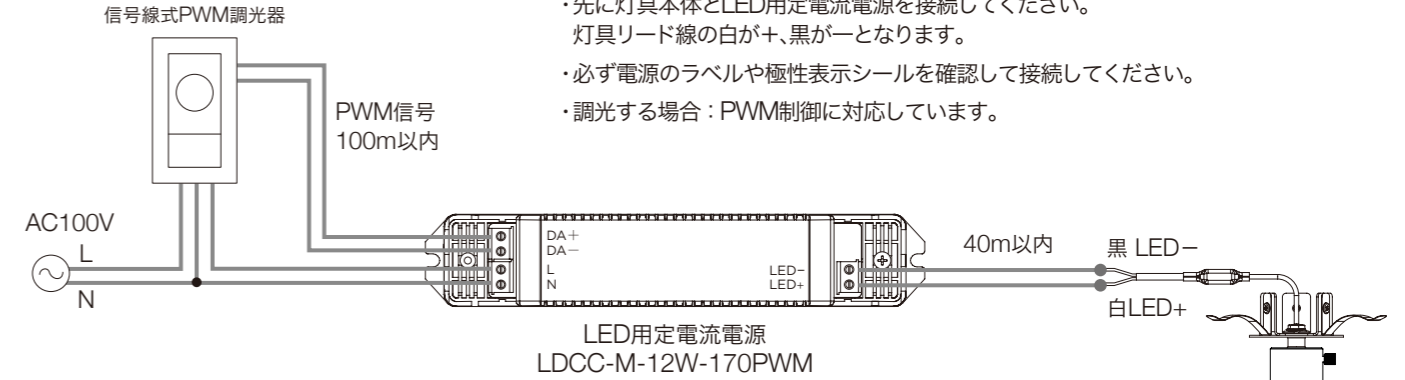 信号線式PWM調光器
・先に灯具本体とLED用定電流電源を接続してください。
灯具リード線の白が＋、黒が一となります。
・必ず電源のラベルや極性表示シールを確認して接続してください。
・調光する場合：PWM制御に対応しています。
PWM信号
100m以内
AC100V
L
N
DA＋
DA－
L
N
LED-
LED+
40m以内
黒 LED－
白LED+
LED用定電流電源
LDCC-M-12W-170PWM